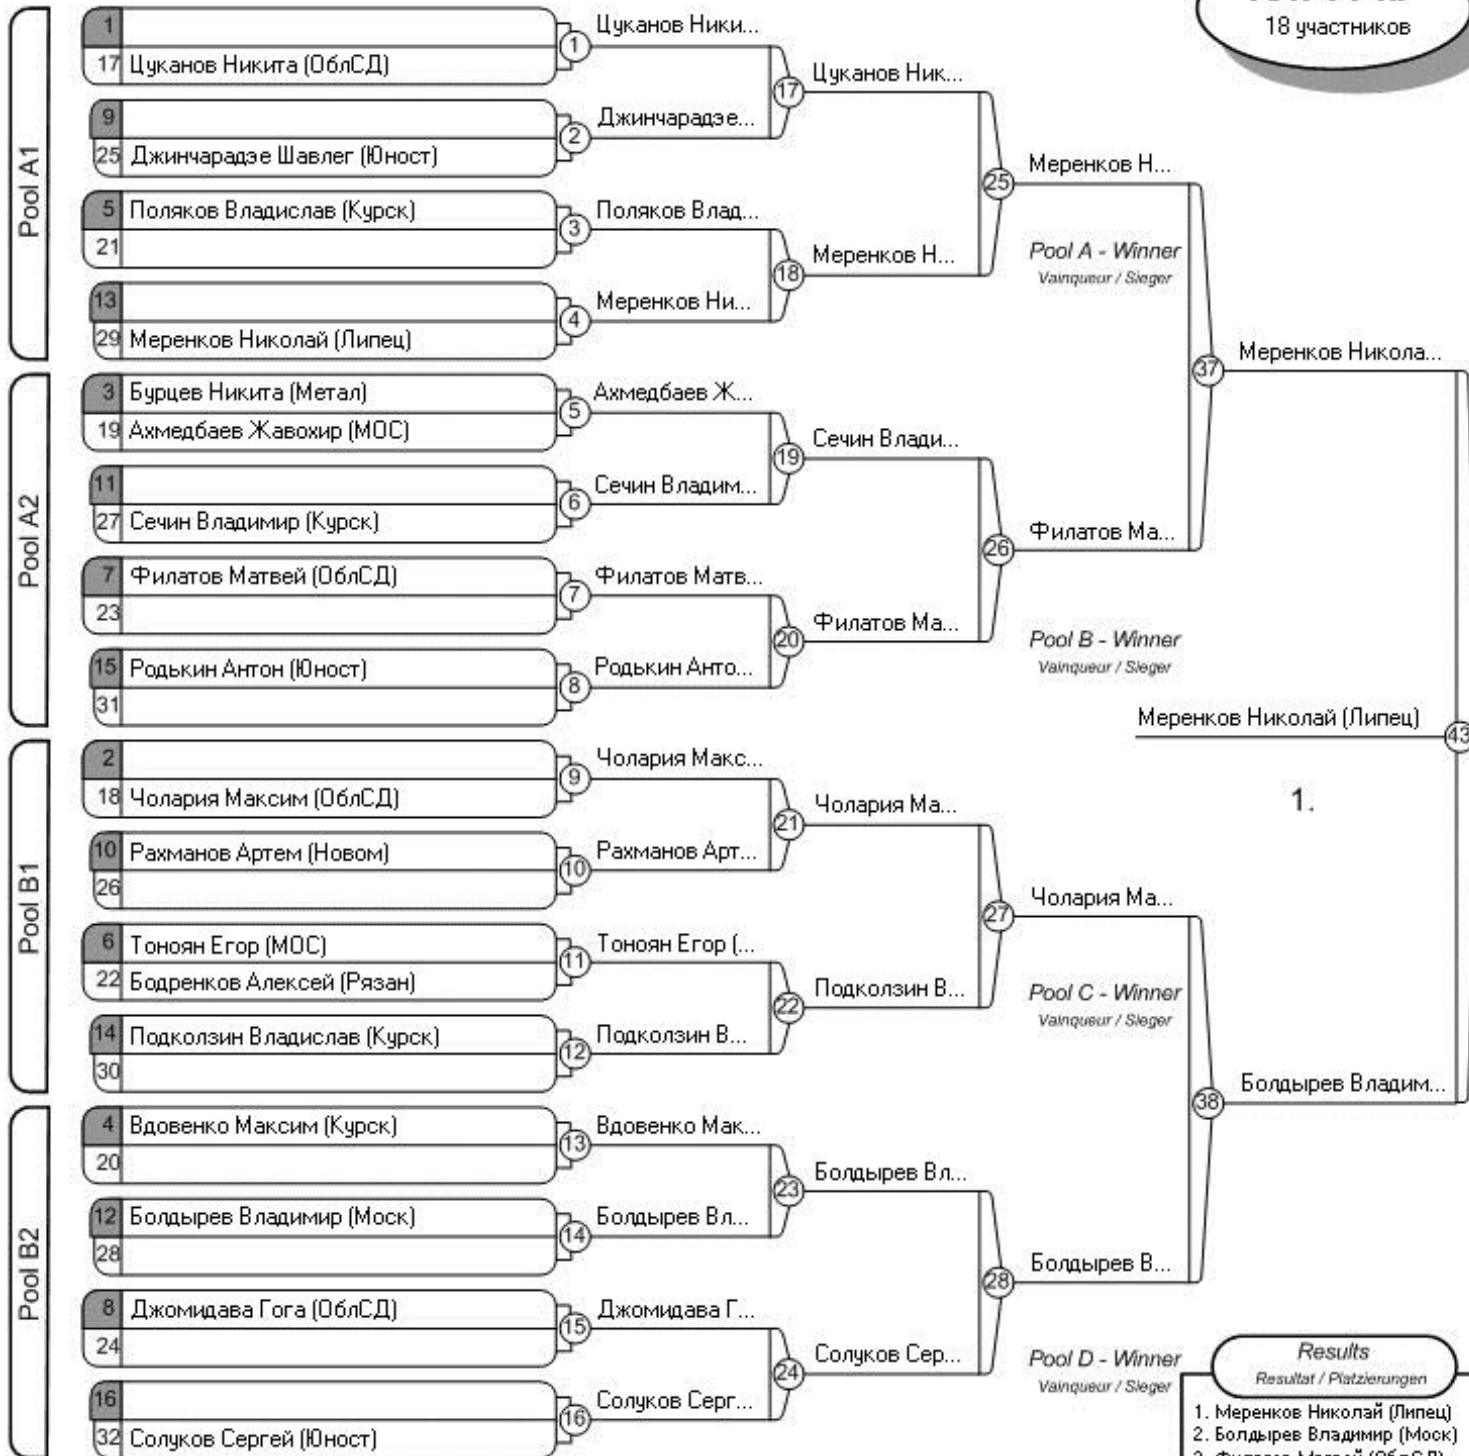 18 участников
Pool A1
1
17 Цуканов Никита (ОблСД)
9
25 Джинчарадзе Шавлег (Юност)
5 Поляков Владислав (Курск)
21
13
29 Меренков Николай (Липец)
Pool A2
3 Бурцев Никита (Метал)
19 Ахмедбаев Жавохир (МОС)
11
27 Сечин Владимир (Курск)
7 Филатов Матвей (ОблСД)
23
15 Родькин Антон (Юност)
31
Pool B1
2
18 Чолария Максим (ОблСД)
10 Рахманов Артем (Новом)
26
6 Тоноян Егор (МОС)
22 Бодренков Алексей (Рязан)
14 Подколзин Владислав (Курск)
30
Pool B2
4 Вдовенко Максим (Курск)
20
12 Болдырев Владимир (Моск)
28
8 Джомидава Гога (ОблСД)
24
16
32 Солуков Сергей (Юност)
1 Цуканов Ники...
2 Джинчарадзе...
3 Поляков Влад...
4 Меренков Ни...
5 Ахмедбаев Ж...
6 Сечин Владим...
7 Филатов Матв...
8 Родькин Анто...
9 Чолария Макс...
10 Рахманов Арт...
11 Тоноян Егор (...
12 Подколзин В...
13 Вдовенко Мак...
14 Болдырев Вл...
15 Джомидава Г...
16 Солуков Серг...
17 Цуканов Ник...
18 Меренков Н...
19 Сечин Влади...
20 Филатов Ма...
21 Чолария Ма...
22 Подколзин В...
23 Болдырев Вл...
24 Солуков Сер...
25 Меренков Н...
Pool A - Winner
Vainqueur / Sieger
26 Филатов Ма...
Pool B - Winner
Vainqueur / Sieger
27 Чолария Ма...
Pool C - Winner
Vainqueur / Sieger
28 Болдырев В...
Pool D - Winner
Vainqueur / Sieger
37 Меренков Никола...
38 Болдырев Владим...
Меренков Николай (Липец) 43
1.
Results
Resultat / Platzierungen
1. Меренков Николай (Липец)
2. Болдырев Владимир (Моск)